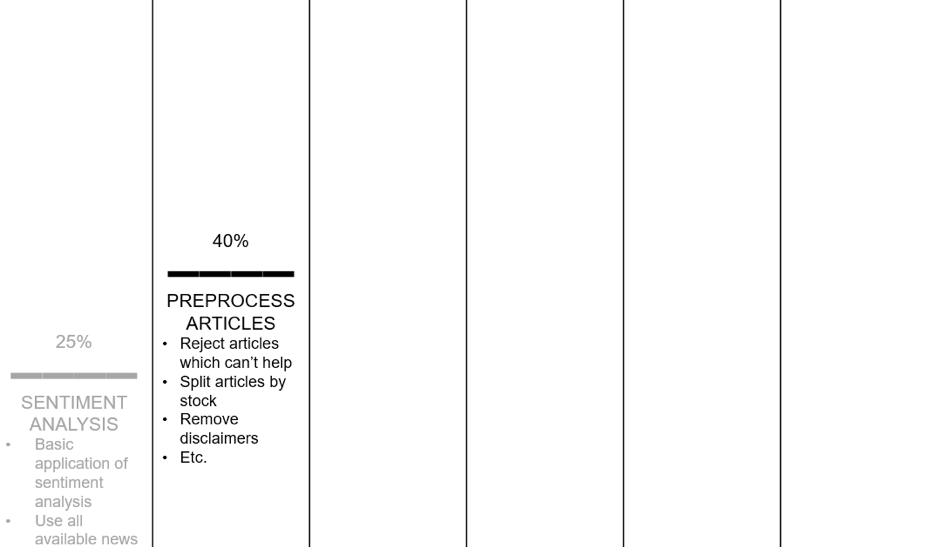 25%
SENTIMENT
ANALYSIS
• Basic
application of
sentiment
analysis
• Use all
available news
40%
PREPROCESS
ARTICLES
• Reject articles
which can’t help
• Split articles by
stock
• Remove
disclaimers
• Etc.